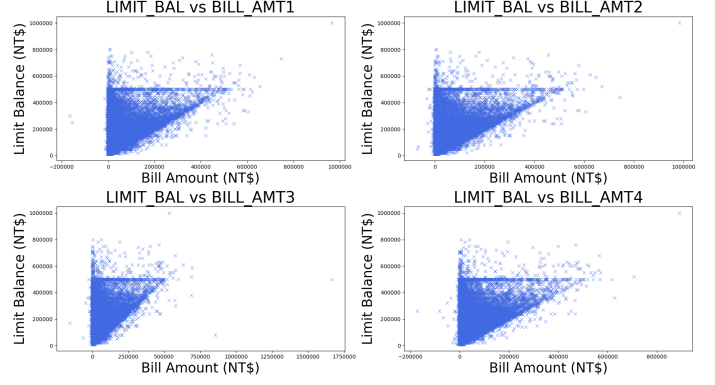 LIMIT_BAL vs BILL_AMT1
1000000
800000
600000
400000
200000
0
Limit Balance (NT$)
−200000 0 200000 400000 600000 800000 1000000
Bill Amount (NT$)
LIMIT_BAL vs BILL_AMT2
1000000
800000
600000
400000
200000
0
Limit Balance (NT$)
0 200000 400000 600000 800000 1000000
Bill Amount (NT$)
LIMIT_BAL vs BILL_AMT3
1000000
800000
600000
400000
200000
0
Limit Balance (NT$)
0 250000 500000 750000 1000000 1250000 1500000 1750000
Bill Amount (NT$)
LIMIT_BAL vs BILL_AMT4
1000000
800000
600000
400000
200000
0
Limit Balance (NT$)
−200000 0 200000 400000 600000 800000
Bill Amount (NT$)